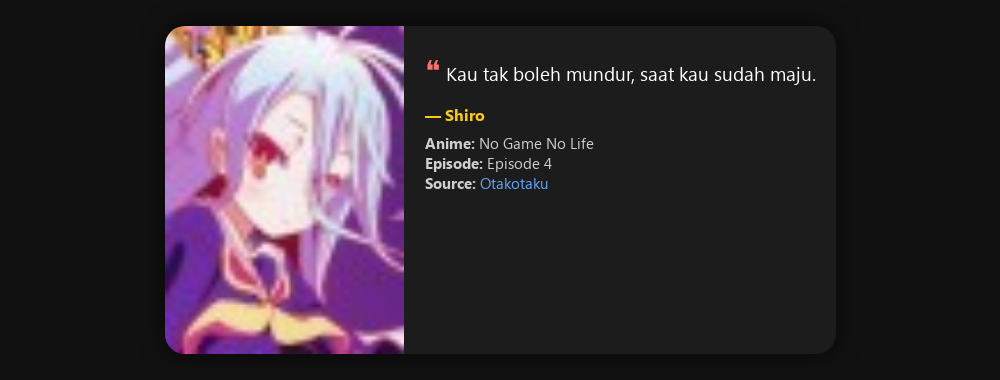 ❝ Kau tak boleh mundur, saat kau sudah maju.
— Shiro
Anime: No Game No Life
Episode: Episode 4
Source: Otakotaku